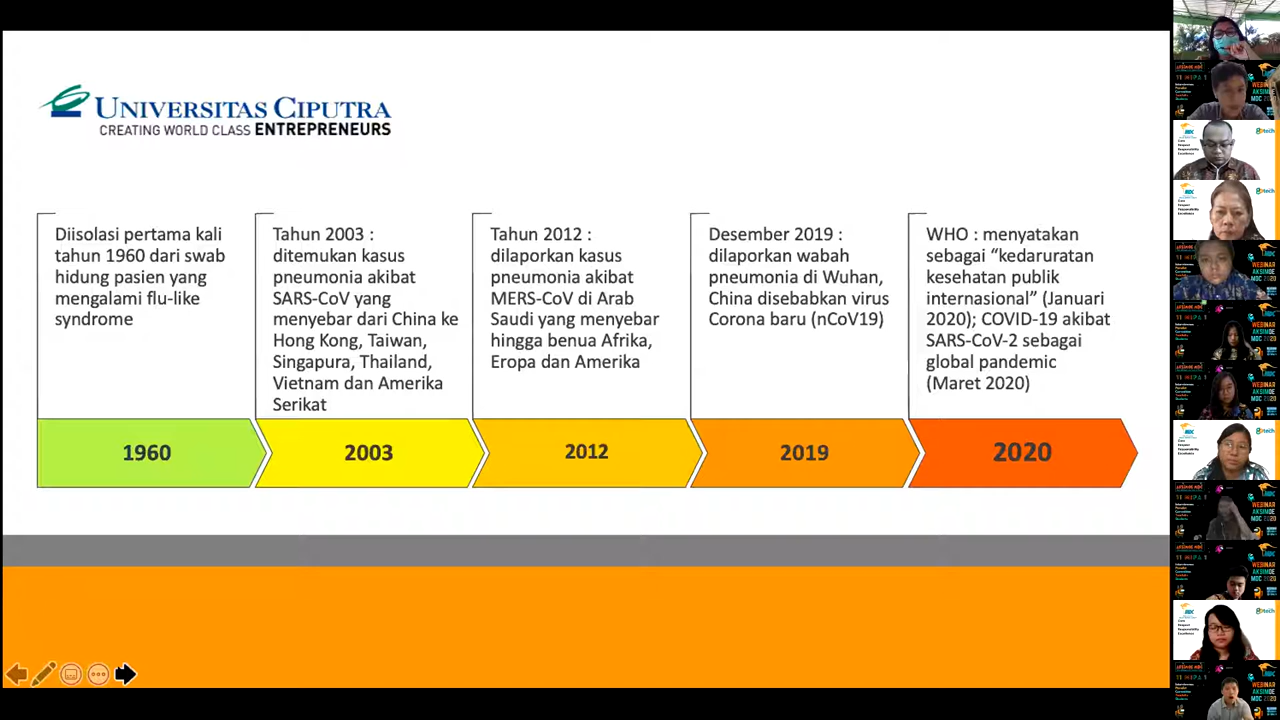 UNIVERSITAS CIPUTRA
CREATING WORLD CLASS ENTREPRENEURS
Diisolasi pertama kali
tahun 1960 dari swab
hidung pasien yang
mengalami flu-like
syndrome
Tahun 2003 :
ditemukan kasus
pneumonia akibat
SARS-CoV yang
menyebar dari China ke
Hong Kong, Taiwan,
Singapura, Thailand,
Vietnam dan Amerika
Serikat
Tahun 2012 :
dilaporkan kasus
pneumonia akibat
MERS-CoV di Arab
Saudi yang menyebar
hingga benua Afrika,
Eropa dan Amerika
Desember 2019 :
dilaporkan wabah
pneumonia di Wuhan,
China disebabkan virus
Corona baru (nCoV19)
WHO : menyatakan
sebagai “kedaruratan
kesehatan publik
internasional” (Januari
2020); COVID-19 akibat
SARS-CoV-2 sebagai
global pandemic
(Maret 2020)
1960
2003
2012
2019
2020
WEBINAR
AKSIMDE
MDC 2020